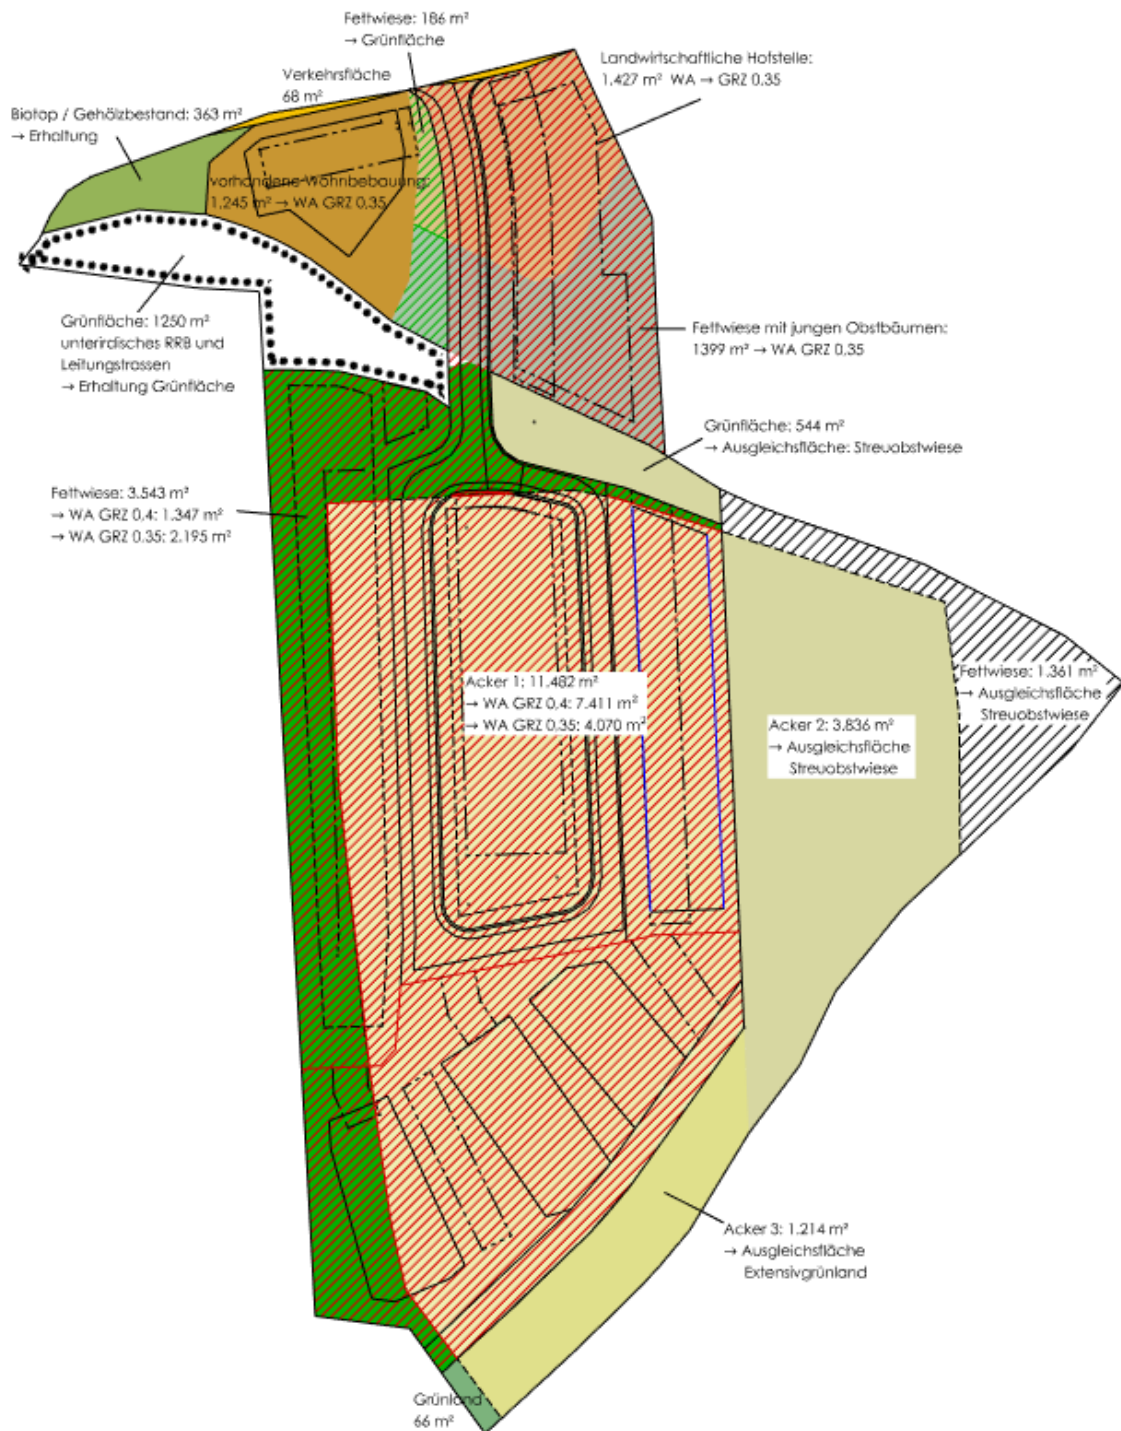 Fettwiese: 186 m²
→ Grünfläche
Landwirtschaftliche Hofstelle:
1.427 m² WA → GRZ 0,35
Verkehrsfläche
68 m²
Biotop / Gehölzbestand: 363 m²
→ Erhaltung
vorhandene Wohnbebauung:
1.245 m² → WA GRZ 0,35
Grünfläche: 1250 m²
unterirdisches RRB und
Leitungstrassen
→ Erhaltung Grünfläche
Fettwiese mit jungen Obstbäumen:
1399 m² → WA GRZ 0,35
Grünfläche: 544 m²
→ Ausgleichsfläche: Streuobstwiese
Fettwiese: 3.543 m²
→ WA GRZ 0,4: 1.347 m²
→ WA GRZ 0,35: 2.195 m²
Acker 1: 11.482 m²
→ WA GRZ 0,4: 7.411 m²
→ WA GRZ 0,35: 4.070 m²
Fettwiese: 1.361 m²
→ Ausgleichsfläche
Streuobstwiese
Acker 2: 3.836 m²
→ Ausgleichsfläche
Streuobstwiese
Acker 3: 1.214 m²
→ Ausgleichsfläche
Extensivgrünland
Grünland
66 m²